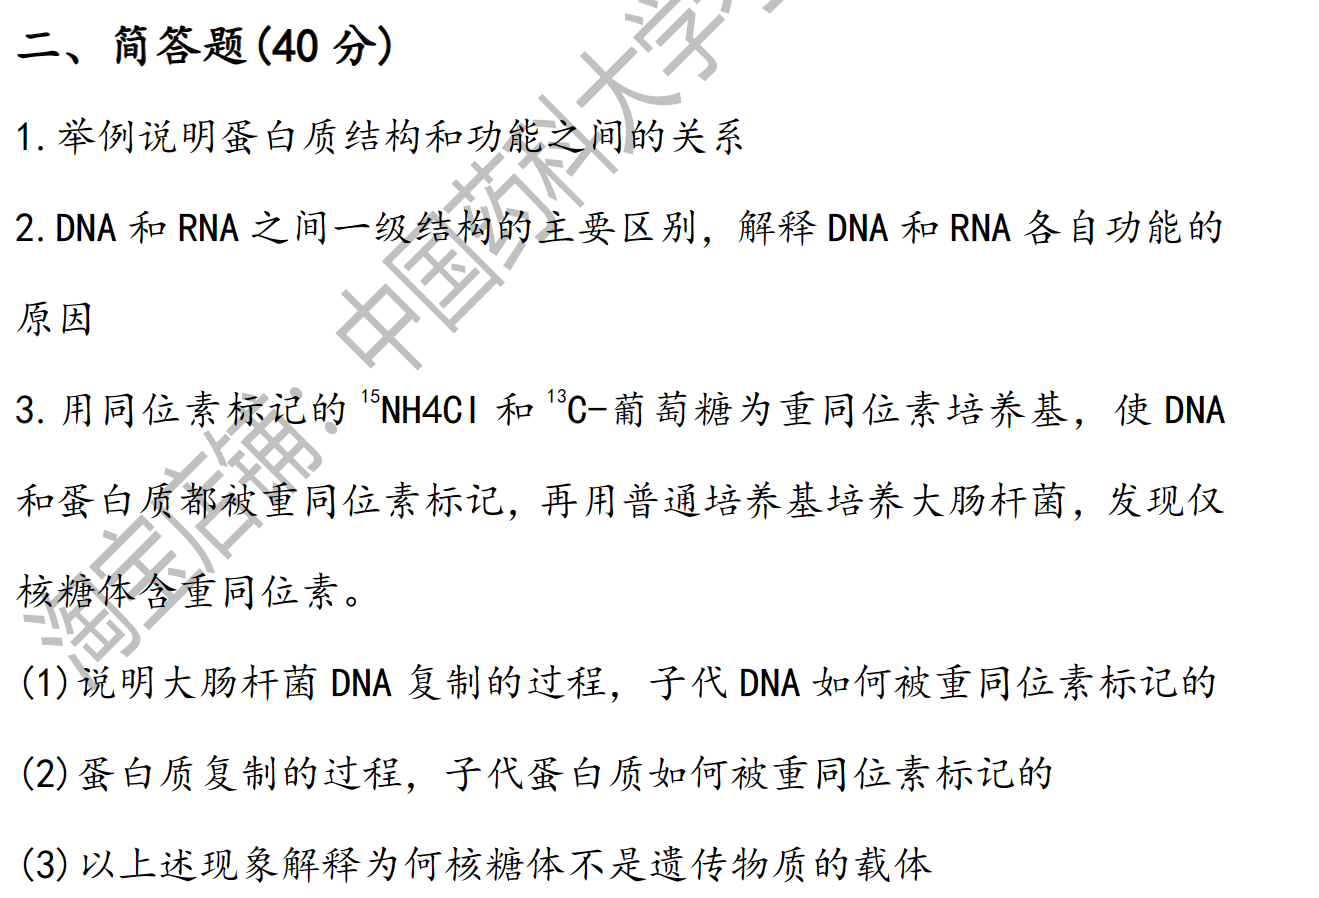 二、简答题(40 分)
1.举例说明蛋白质结构和功能之间的关系
2.DNA 和 RNA 之间一级结构的主要区别，解释 DNA 和 RNA 各自功能的
原因
3.用同位素标记的 15NH4Cl 和 13C-葡萄糖为重同位素培养基，使 DNA
和蛋白质都被重同位素标记，再用普通培养基培养大肠杆菌，发现仅
核糖体含重同位素。
(1)说明大肠杆菌 DNA 复制的过程，子代 DNA 如何被重同位素标记的
(2)蛋白质复制的过程，子代蛋白质如何被重同位素标记的
(3)以上述现象解释为何核糖体不是遗传物质的载体
淘宝店铺：中国药科大学